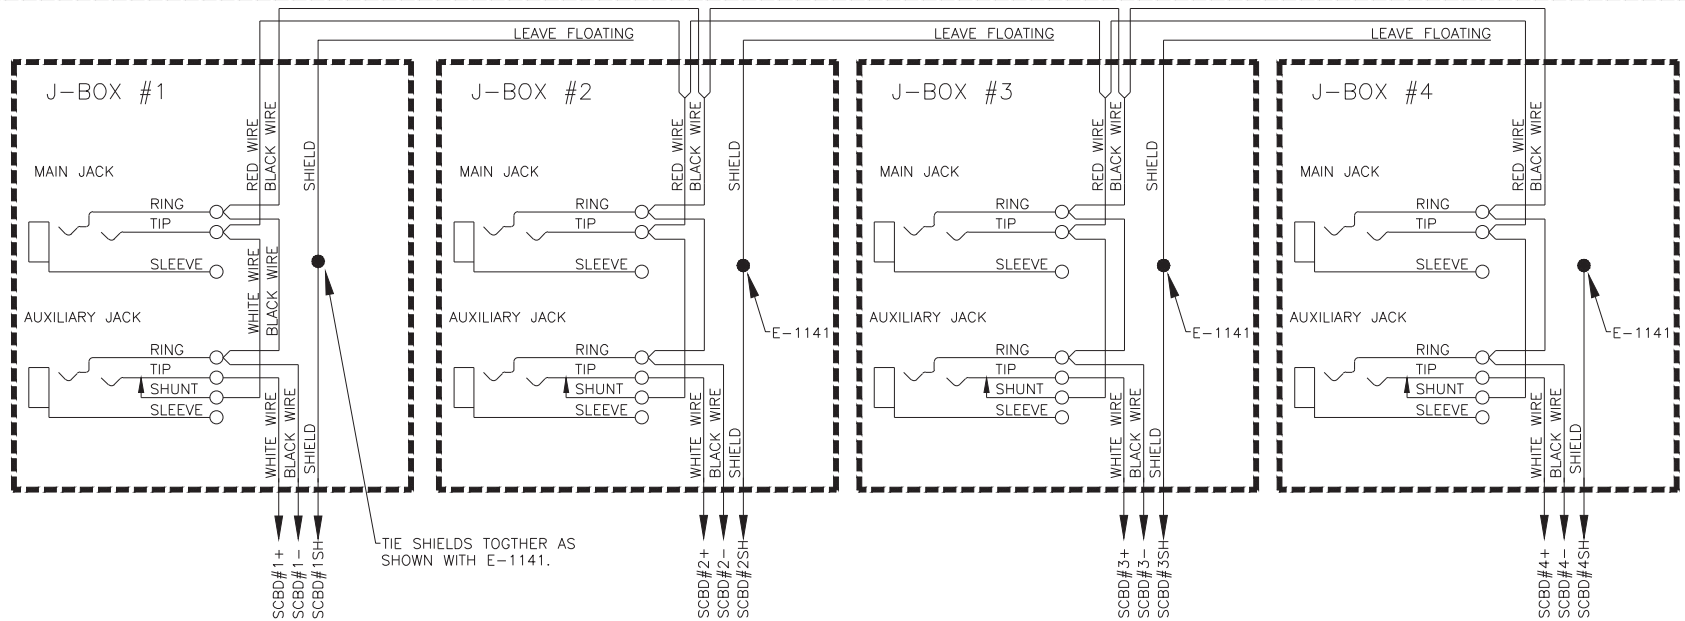 LEAVE FLOATING
LEAVE FLOATING
LEAVE FLOATING
J-BOX #1
RED WIRE
BLACK WIRE
SHIELD
MAIN JACK
RING
TIP
SLEEVE
WHITE WIRE
BLACK WIRE
AUXILIARY JACK
RING
TIP
SHUNT
SLEEVE
WHITE WIRE
BLACK WIRE
SHIELD
SCBD#1+
SCBD#1-
SCBD#1SH
TIE SHIELDS TOGTHER AS
SHOWN WITH E-1141.
J-BOX #2
RED WIRE
BLACK WIRE
SHIELD
MAIN JACK
RING
TIP
SLEEVE
E-1141
AUXILIARY JACK
RING
TIP
SHUNT
SLEEVE
WHITE WIRE
BLACK WIRE
SHIELD
SCBD#2+
SCBD#2-
SCBD#2SH
J-BOX #3
RED WIRE
BLACK WIRE
SHIELD
MAIN JACK
RING
TIP
SLEEVE
E-1141
AUXILIARY JACK
RING
TIP
SHUNT
SLEEVE
WHITE WIRE
BLACK WIRE
SHIELD
SCBD#3+
SCBD#3-
SCBD#3SH
J-BOX #4
RED WIRE
BLACK WIRE
MAIN JACK
RING
TIP
SLEEVE
E-1141
AUXILIARY JACK
RING
TIP
SHUNT
SLEEVE
WHITE WIRE
BLACK WIRE
SHIELD
SCBD#4+
SCBD#4-
SCBD#4SH